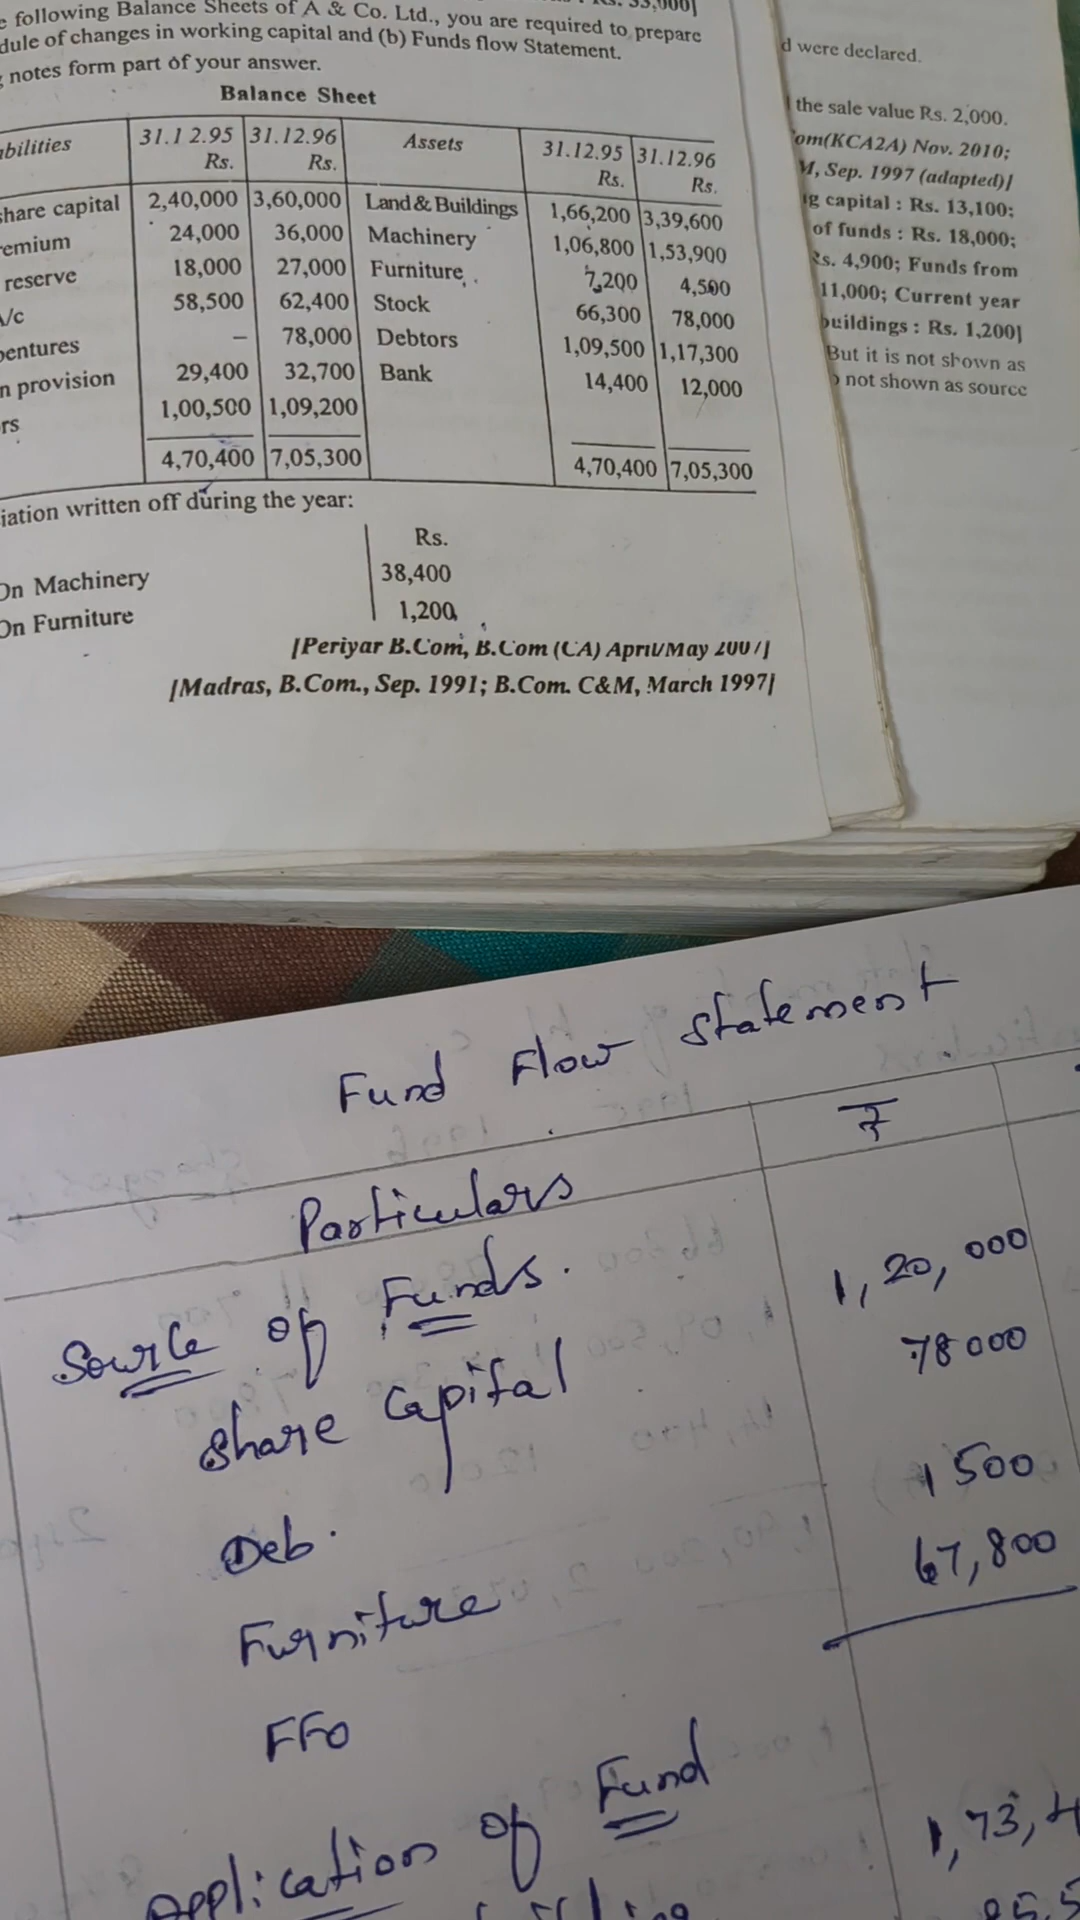 following Balance Sheets of A & Co. Ltd., you are required to prepare
dule of changes in working capital and (b) Funds flow Statement.
notes form part of your answer.
Balance Sheet
abilities 31.12.95 31.12.96 Assets 31.12.95 31.12.96
Rs. Rs. Rs. Rs.
share capital 2,40,000 3,60,000 Land & Buildings 1,66,200 3,39,600
remium 24,000 36,000 Machinery 1,06,800 1,53,900
reserve 18,000 27,000 Furniture 7,200 4,500
A/c 58,500 62,400 Stock 66,300 78,000
bentures – 78,000 Debtors 1,09,500 1,17,300
n provision 29,400 32,700 Bank 14,400 12,000
rs 1,00,500 1,09,200
4,70,400 7,05,300 4,70,400 7,05,300
iation written off during the year:
Rs.
On Machinery 38,400
On Furniture 1,200
[Periyar B.Com, B.Com (CA) April/May 2007]
[Madras, B.Com., Sep. 1991; B.Com. C&M, March 1997]
d were declared.
the sale value Rs. 2,000.
om(KCA2A) Nov. 2010;
M, Sep. 1997 (adapted)]
g capital : Rs. 13,100;
of funds : Rs. 18,000;
Rs. 4,900; Funds from
11,000; Current year
buildings : Rs. 1,200]
But it is not shown as
not shown as source
Fund Flow Statement
Particulars ₹
Source of Funds.
Share Capital 1,20,000
Deb. 78000
Furniture 1500
FFO 67,800
Application of Fund
1,73,4